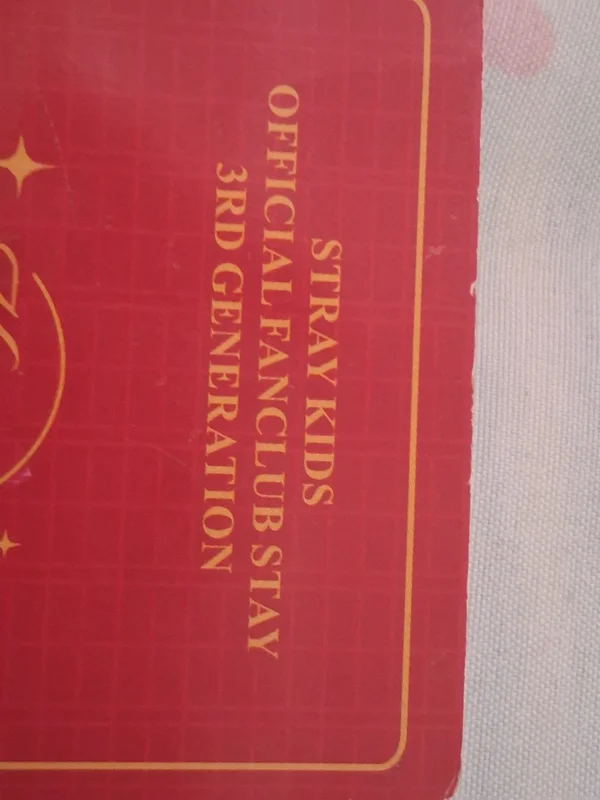 STRAY KIDS
OFFICIAL FANCLUB STAY
3RD GENERATION